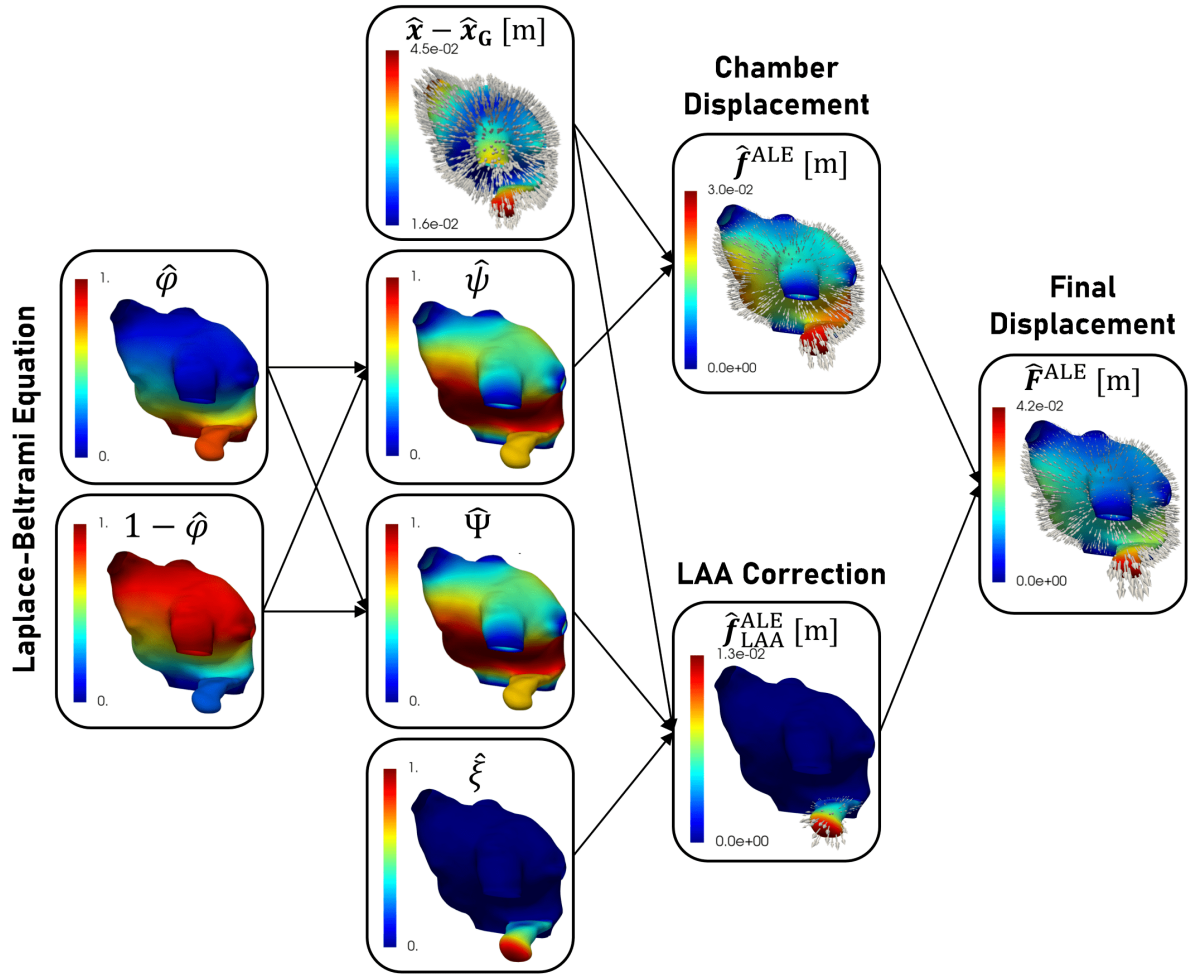 Laplace-Beltrami Equation
φ̂
1.
0.
1 − φ̂
1.
0.
x̂ − x̂_G [m]
4.5e-02
1.6e-02
ψ̂
1.
0.
Ψ̂
1.
0.
ξ̂
1.
0.
Chamber
Displacement
f̂^ALE [m]
3.0e-02
0.0e+00
LAA Correction
f̂^ALE_LAA [m]
1.3e-02
0.0e+00
Final
Displacement
F̂^ALE [m]
4.2e-02
0.0e+00